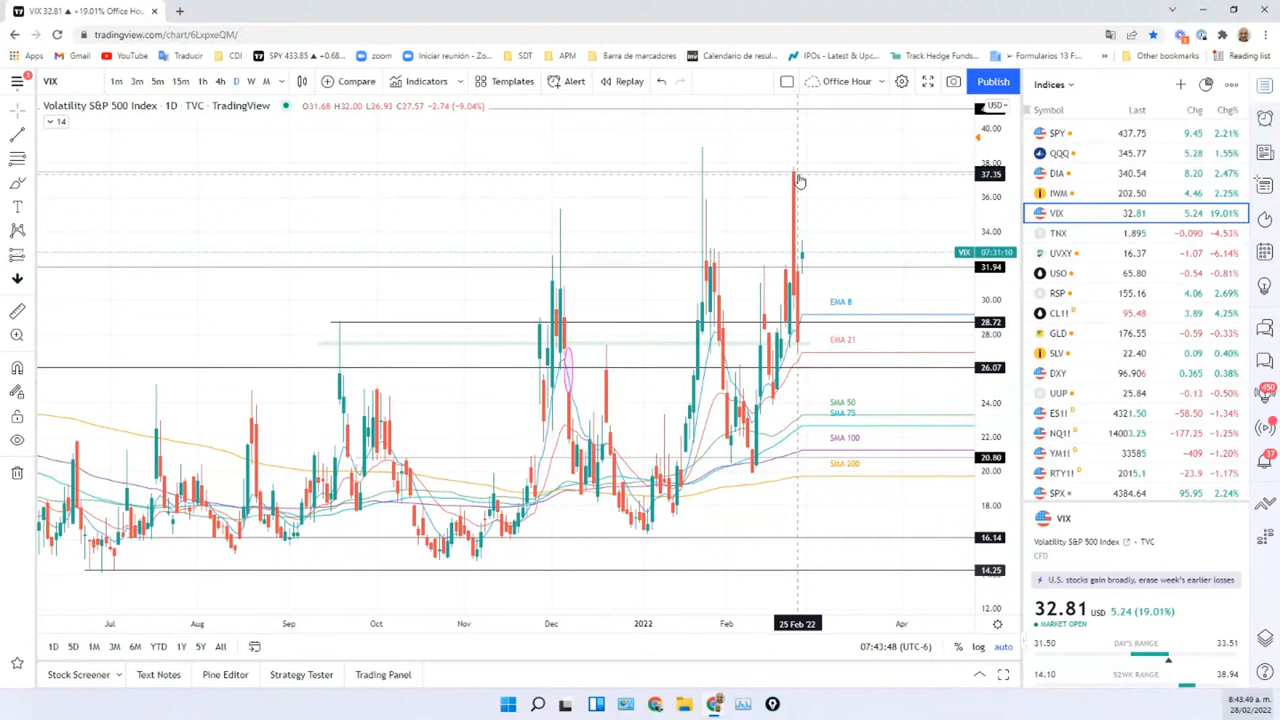 VIX 32.81 ▲ +19.01% Office Hou
tradingview.com/chart/6LxpxeQM/
Apps Gmail YouTube Traducir CDI SPY 433.85 ▲ +0.68... zoom Iniciar reunión - ... SDT APM Barra de marcadores Calendario de resul... IPOs - Latest & Upc... Track Hedge Funds... Formularios 13 F... Other bookmarks Reading list
VIX 1m 3m 5m 15m 1h 4h D W M Compare Indicators Templates Alert Replay Office Hour Publish
Volatility S&P 500 Index · 1D · TVC · TradingView O31.68 H32.00 L26.93 C27.57 −2.74 (−9.04%)
14
USD
40.00
38.00
37.35
36.00
34.00
VIX 07:31:10
31.94
30.00
28.72
28.00
26.07
24.00
22.00
20.80
20.00
18.00
16.14
14.25
12.00
EMA 8
EMA 21
SMA 50
SMA 75
SMA 100
SMA 200
Jul Aug Sep Oct Nov Dec 2022 Feb 25 Feb '22 Apr
1D 5D 1M 3M 6M YTD 1Y 5Y All 07:43:48 (UTC-6) % log auto
Stock Screener Text Notes Pine Editor Strategy Tester Trading Panel
Indices
Symbol Last Chg Chg%
SPY 437.75 9.45 2.21%
QQQ 345.77 5.28 1.55%
DIA 340.54 8.20 2.47%
IWM 202.50 4.46 2.25%
VIX 32.81 5.24 19.01%
TNX 1.895 −0.090 −4.53%
UVXY 16.37 −1.07 −6.14%
USO 65.80 −0.54 −0.81%
RSP 155.16 4.06 2.69%
CL1! D 95.48 3.89 4.25%
GLD 176.55 −0.59 −0.33%
SLV 22.40 0.09 0.40%
DXY 96.906 0.365 0.38%
UUP 25.84 −0.13 −0.50%
ES1! D 4321.50 −58.50 −1.34%
NQ1! D 14003.25 −177.25 −1.25%
YM1! D 33585 −409 −1.20%
RTY1! D 2015.1 −23.9 −1.17%
SPX 4384.64 95.95 2.24%
VIX
Volatility S&P 500 Index · TVC
CFD
U.S. stocks gain broadly, erase week's earlier losses
32.81 USD 5.24 (19.01%)
MARKET OPEN
31.50 DAY'S RANGE 33.51
14.10 52WK RANGE 38.94
450
17
8:43:49 a. m.
28/02/2022